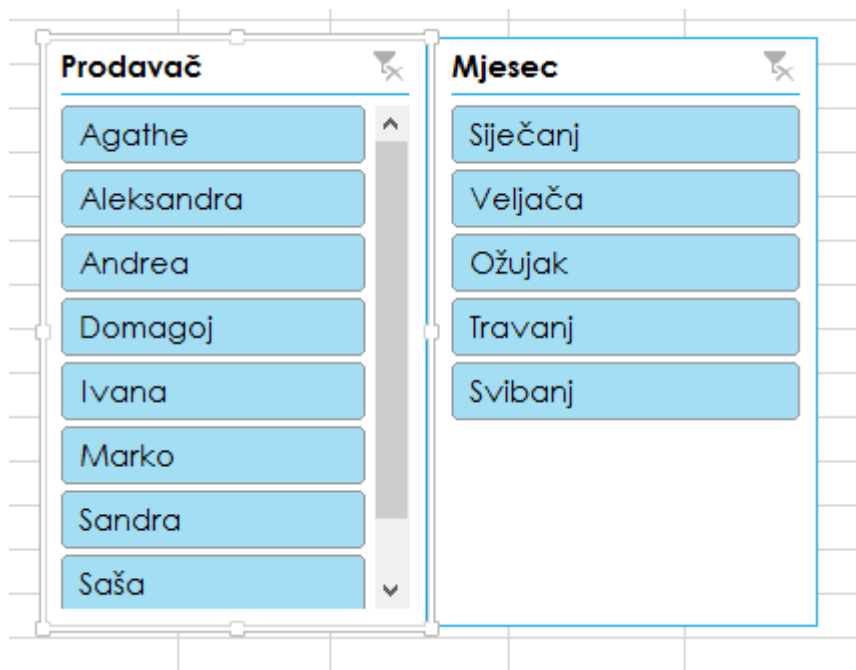 Prodavač
Agathe
Aleksandra
Andrea
Domagoj
Ivana
Marko
Sandra
Saša
Mjesec
Siječanj
Veljača
Ožujak
Travanj
Svibanj